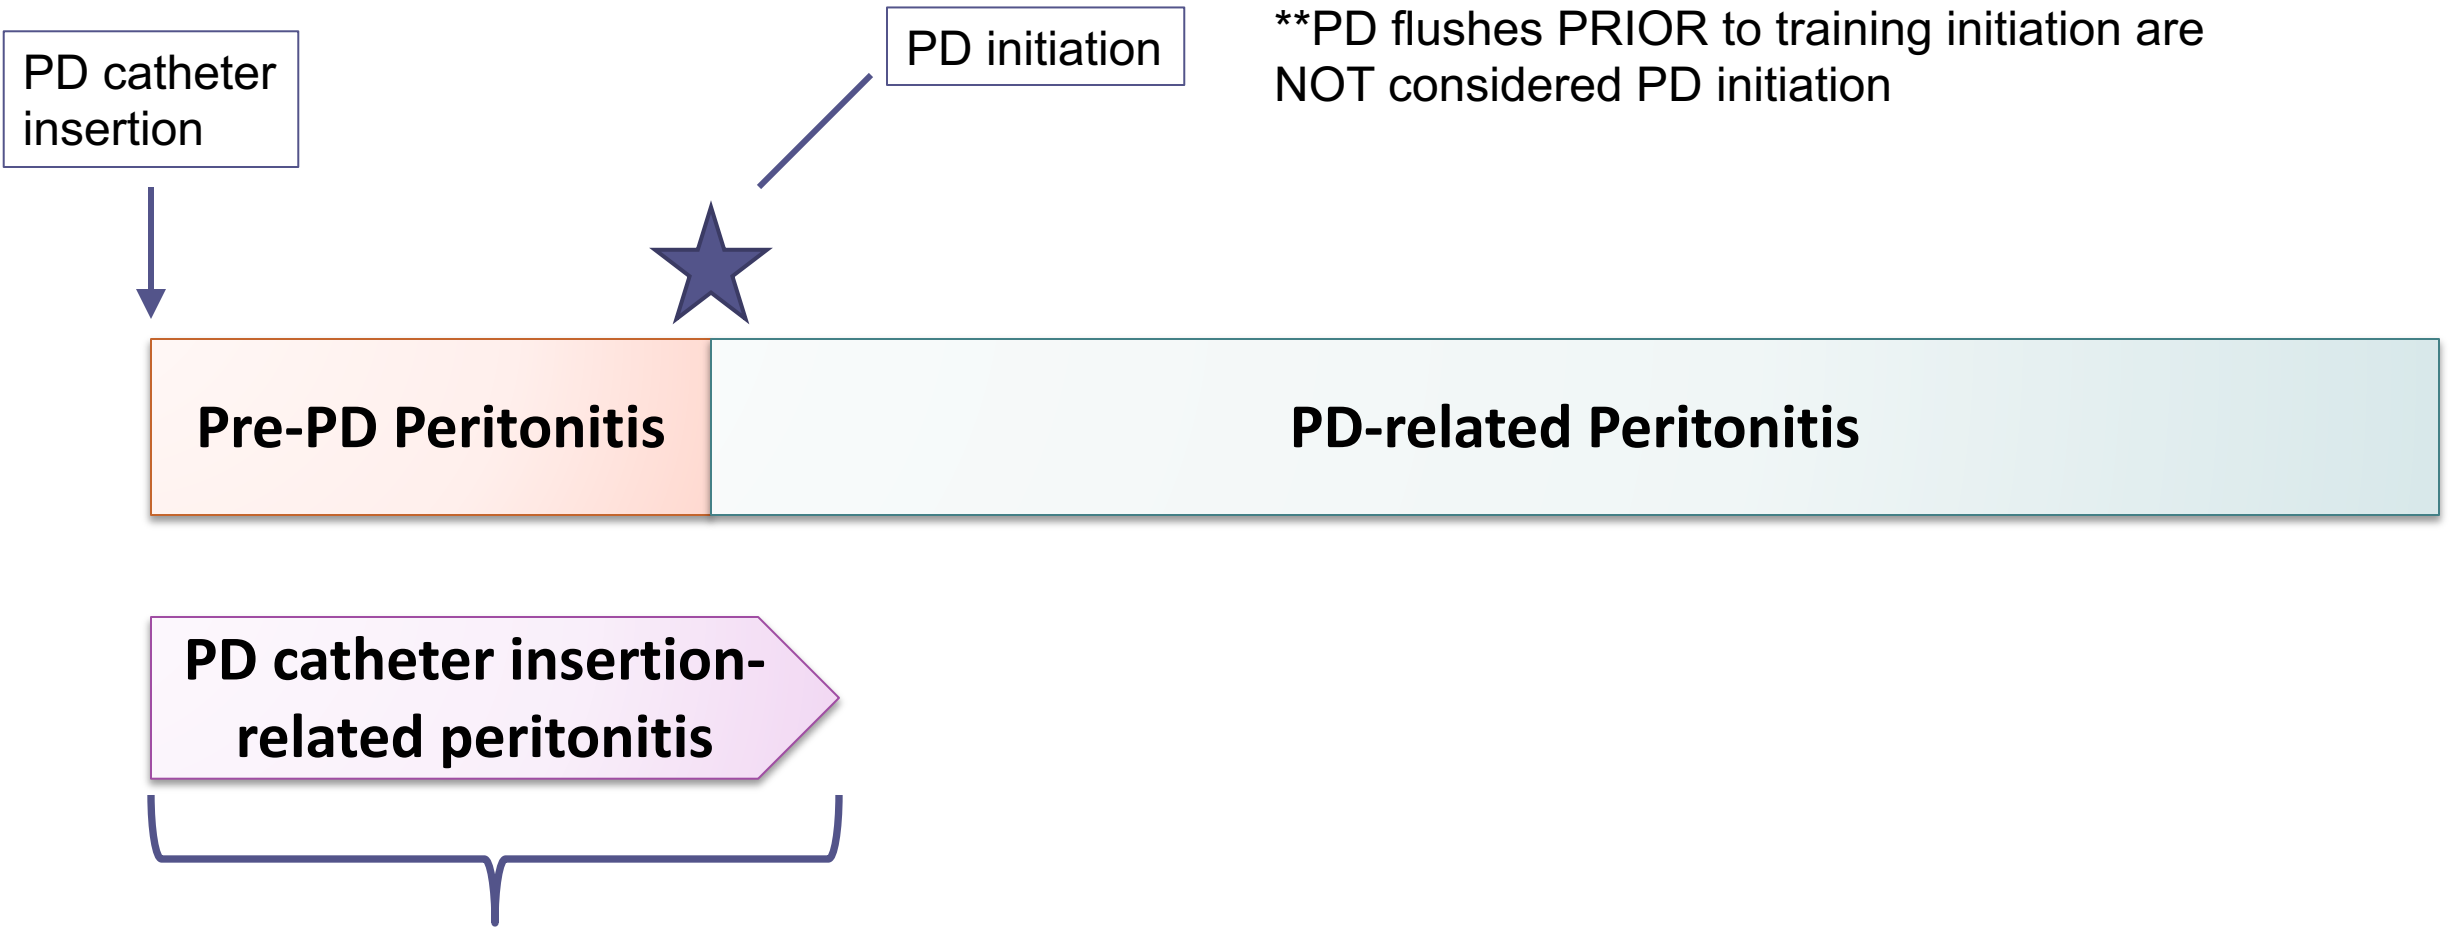 PD catheter
insertion
PD initiation
**PD flushes PRIOR to training initiation are
NOT considered PD initiation
Pre-PD Peritonitis
PD-related Peritonitis
PD catheter insertion-
related peritonitis